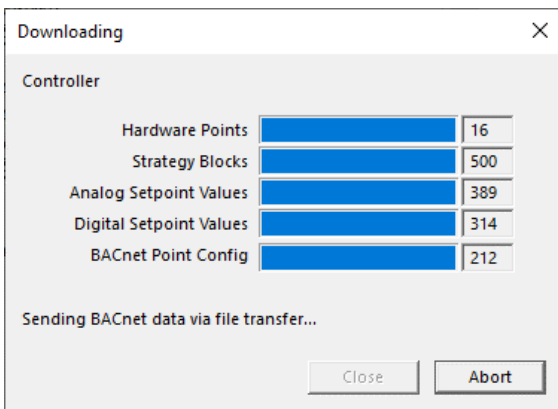 Downloading
Controller
Hardware Points 16
Strategy Blocks 500
Analog Setpoint Values 389
Digital Setpoint Values 314
BACnet Point Config 212
Sending BACnet data via file transfer...
Close Abort